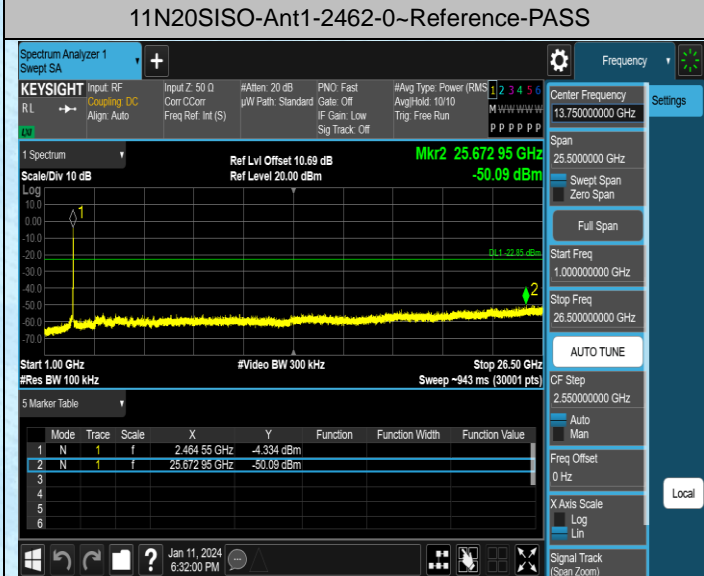 11N20SISO-Ant1-2462-0~Reference-PASS
Spectrum Analyzer 1
Swept SA
+
Frequency
KEYSIGHT
RL
LXI
Input: RF
Coupling: DC
Align: Auto
Input Z: 50 Ω
Corr CCorr
Freq Ref: Int (S)
#Atten: 20 dB
µW Path: Standard
PNO: Fast
Gate: Off
IF Gain: Low
Sig Track: Off
#Avg Type: Power (RMS
Avg|Hold: 10/10
Trig: Free Run
1 2 3 4 5 6
M W W W W W
P P P P P P
Center Frequency
13.750000000 GHz
Settings
Span
25.5000000 GHz
Swept Span
Zero Span
Full Span
Start Freq
1.000000000 GHz
Stop Freq
26.500000000 GHz
AUTO TUNE
CF Step
2.550000000 GHz
Auto
Man
Freq Offset
0 Hz
X Axis Scale
Log
Lin
Signal Track
(Span Zoom)
Local
1 Spectrum
Scale/Div 10 dB
Ref Lvl Offset 10.69 dB
Ref Level 20.00 dBm
Mkr2 25.672 95 GHz
-50.09 dBm
Log
10.0
0.00
-10.0
-20.0
-30.0
-40.0
-50.0
-60.0
-70.0
1
DL1 -22.85 dBm
2
Start 1.00 GHz
#Video BW 300 kHz
Stop 26.50 GHz
#Res BW 100 kHz
Sweep ~943 ms (30001 pts)
5 Marker Table
Mode Trace Scale X Y Function Function Width Function Value
1 N 1 f 2.464 55 GHz -4.334 dBm
2 N 1 f 25.672 95 GHz -50.09 dBm
3
4
5
6
?
Jan 11, 2024
6:32:00 PM